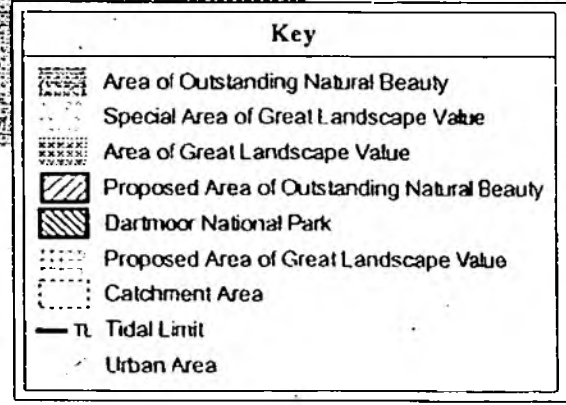 Key
Area of Outstanding Natural Beauty
Special Area of Great Landscape Value
Area of Great Landscape Value
Proposed Area of Outstanding Natural Beauty
Dartmoor National Park
Proposed Area of Great Landscape Value
Catchment Area
TL Tidal Limit
Urban Area